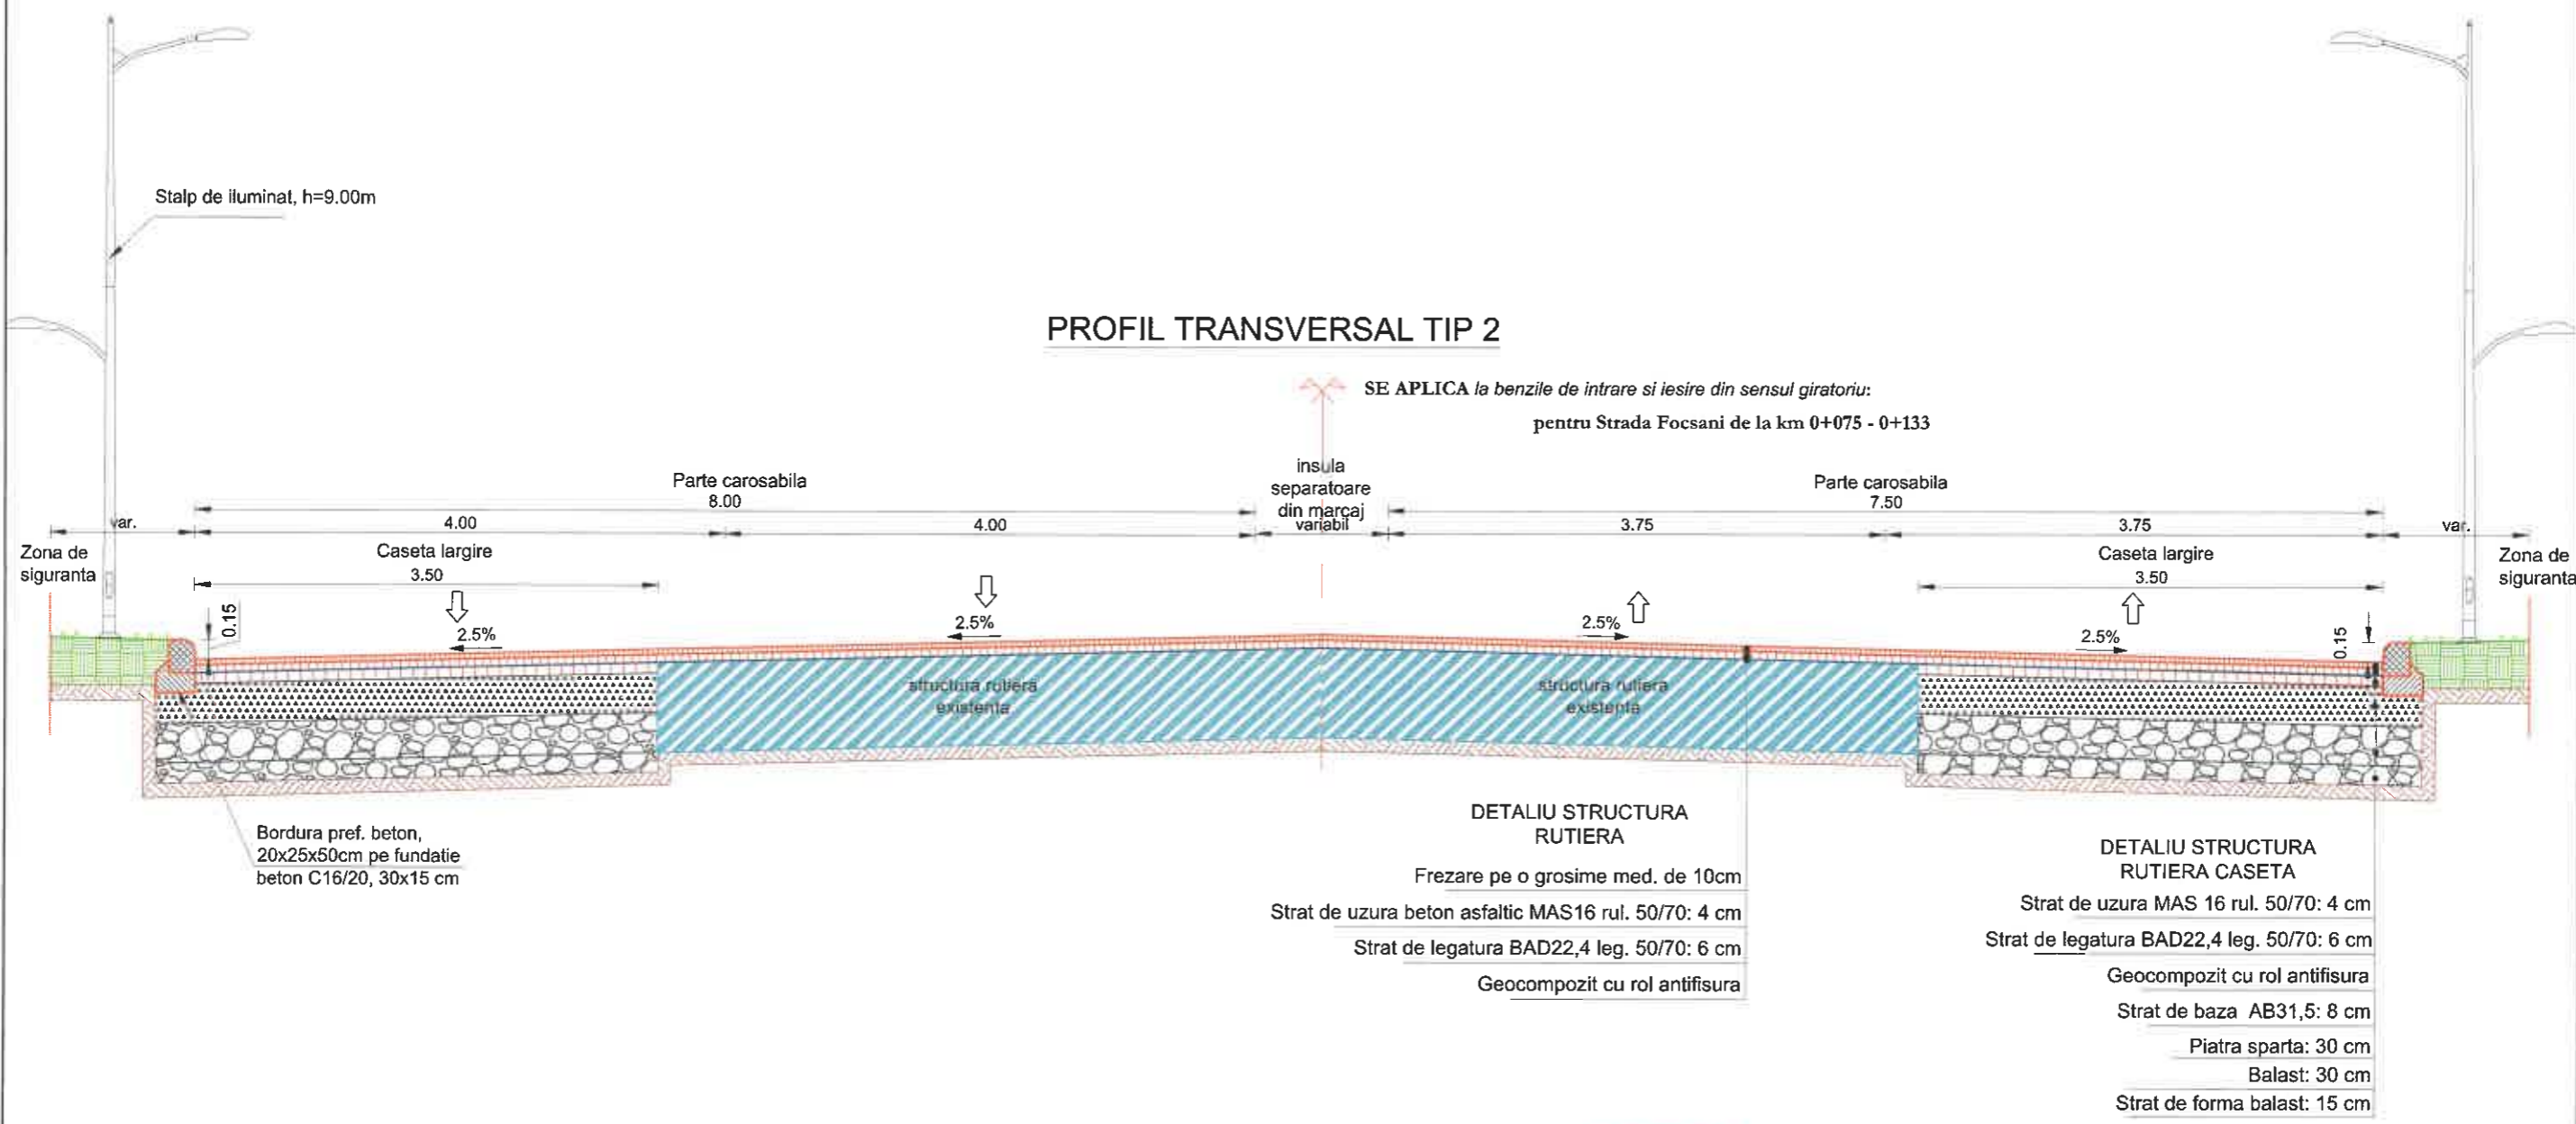 Stalp de iluminat, h=9.00m
PROFIL TRANSVERSAL TIP 2
SE APLICA la benzile de intrare si iesire din sensul giratoriu:
pentru Strada Focsani de la km 0+075 - 0+133
Parte carosabila
8.00
insula
separatoare
din marcaj
variabil
Parte carosabila
7.50
var.
4.00
4.00
3.75
3.75
var.
Zona de
siguranta
Caseta largire
3.50
Caseta largire
3.50
Zona de
siguranta
0.15
2.5%
2.5%
2.5%
2.5%
0.15
structura rutiera
existenta
structura rutiera
existenta
Bordura pref. beton,
20x25x50cm pe fundatie
beton C16/20, 30x15 cm
DETALIU STRUCTURA
RUTIERA
Frezare pe o grosime med. de 10cm
Strat de uzura beton asfaltic MAS16 rul. 50/70: 4 cm
Strat de legatura BAD22,4 leg. 50/70: 6 cm
Geocompozit cu rol antifisura
DETALIU STRUCTURA
RUTIERA CASETA
Strat de uzura MAS 16 rul. 50/70: 4 cm
Strat de legatura BAD22,4 leg. 50/70: 6 cm
Geocompozit cu rol antifisura
Strat de baza AB31,5: 8 cm
Piatra sparta: 30 cm
Balast: 30 cm
Strat de forma balast: 15 cm